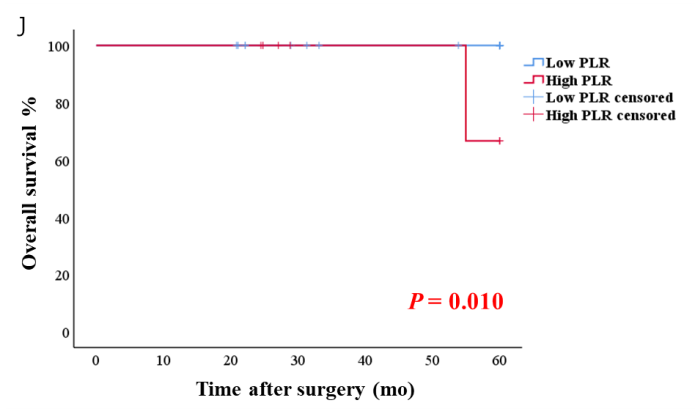 J
100
80
60
40
20
0
Overall survival %
0 10 20 30 40 50 60
Time after surgery (mo)
Low PLR
High PLR
Low PLR censored
High PLR censored
P = 0.010